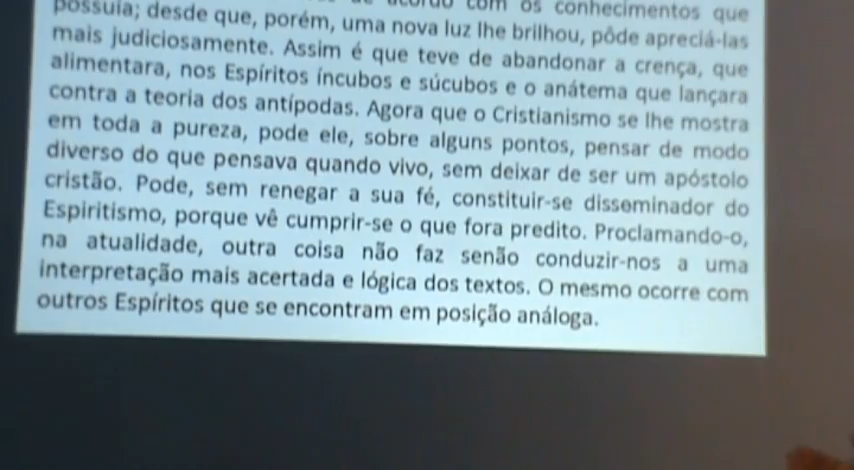 acordo com os conhecimentos que
possuía; desde que, porém, uma nova luz lhe brilhou, pôde apreciá-las
mais judiciosamente. Assim é que teve de abandonar a crença, que
alimentara, nos Espíritos íncubos e súcubos e o anátema que lançara
contra a teoria dos antípodas. Agora que o Cristianismo se lhe mostra
em toda a pureza, pode ele, sobre alguns pontos, pensar de modo
diverso do que pensava quando vivo, sem deixar de ser um apóstolo
cristão. Pode, sem renegar a sua fé, constituir-se disseminador do
Espiritismo, porque vê cumprir-se o que fora predito. Proclamando-o,
na atualidade, outra coisa não faz senão conduzir-nos a uma
interpretação mais acertada e lógica dos textos. O mesmo ocorre com
outros Espíritos que se encontram em posição análoga.